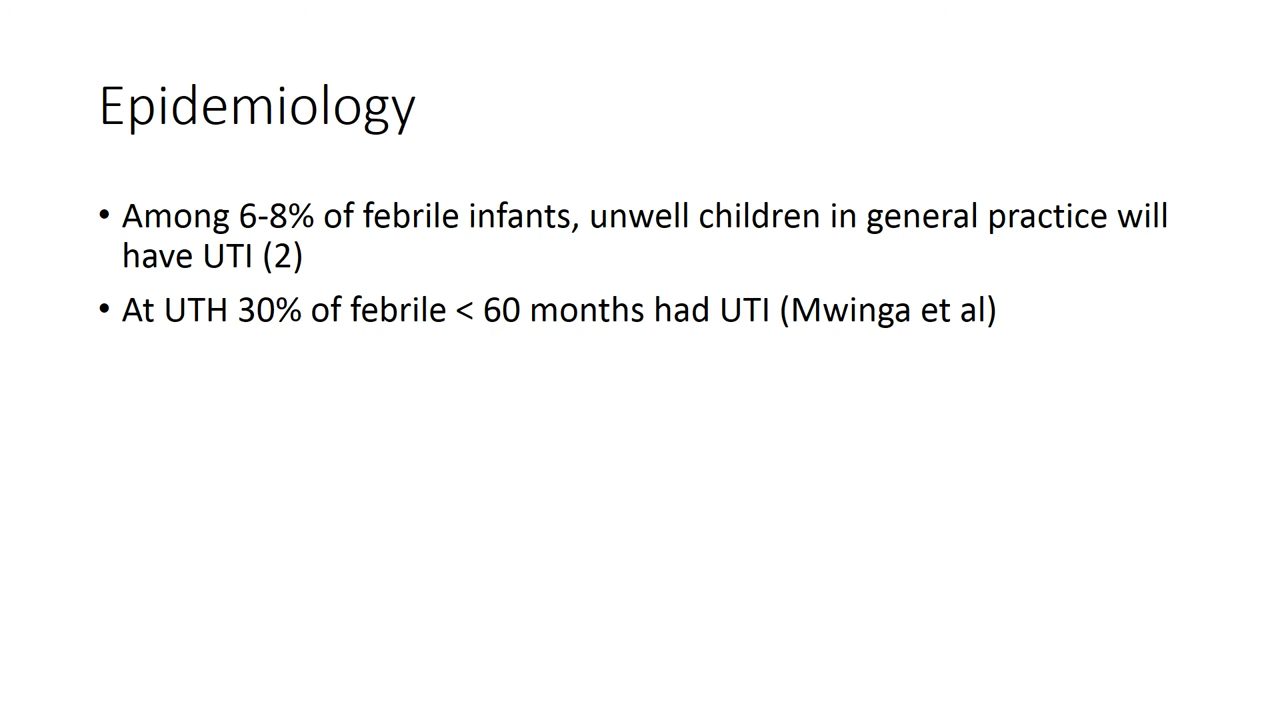 Epidemiology
• Among 6-8% of febrile infants, unwell children in general practice will
have UTI (2)
• At UTH 30% of febrile < 60 months had UTI (Mwinga et al)